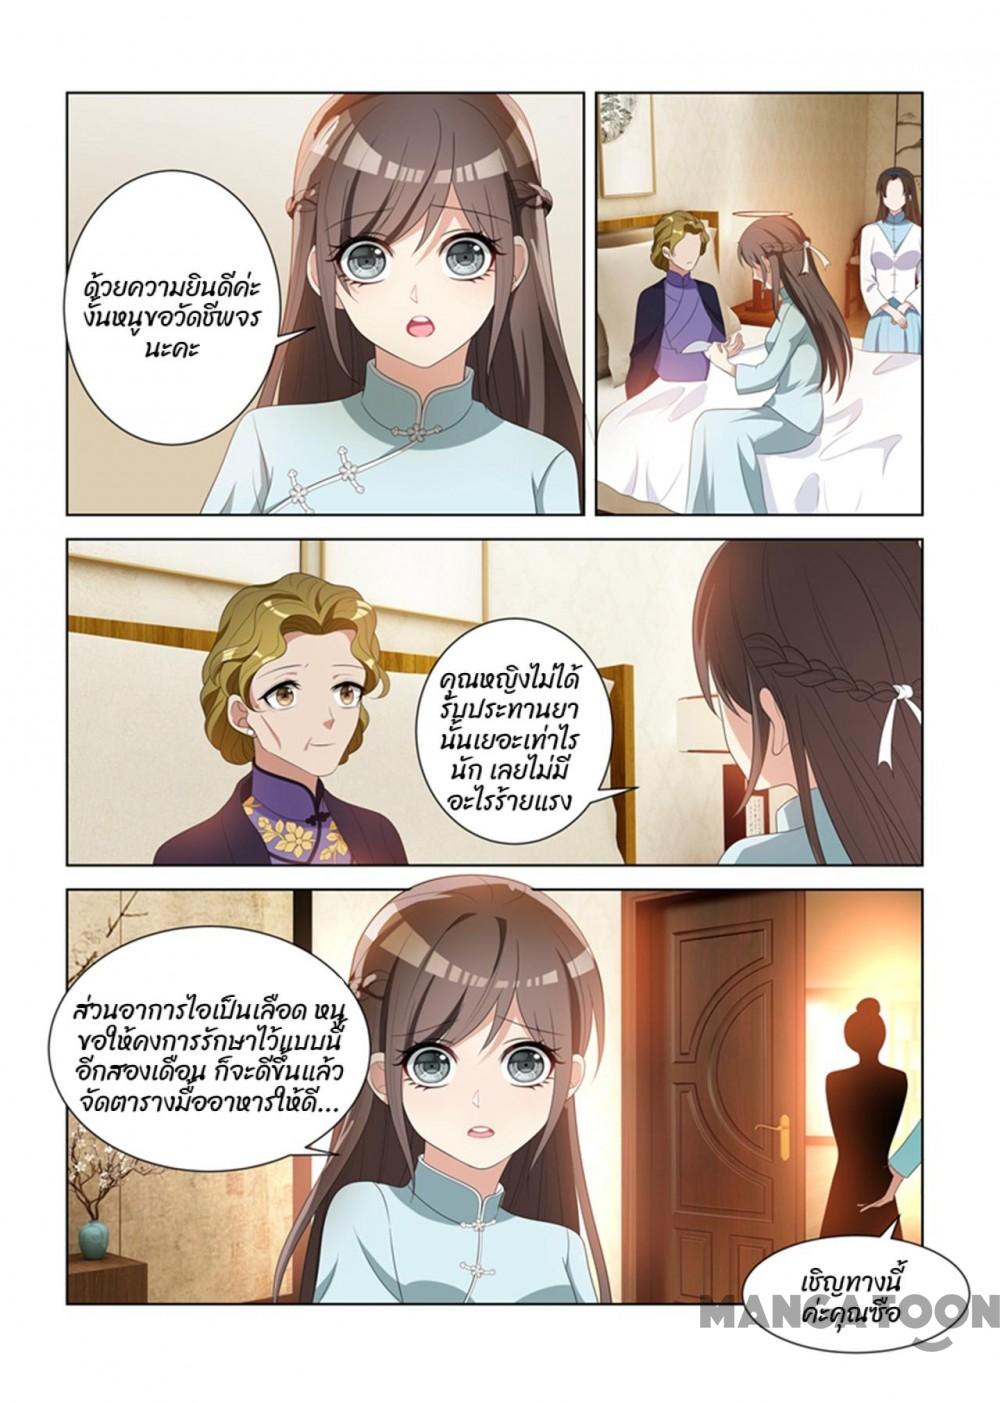 ด้วยความยินดีค่ะ
งั้นหนูขอวัดชีพจร
นะคะ
คุณหญิงไม่ได้
รับประทานยา
นั้นเยอะเท่าไร
นัก เลยไม่มี
อะไรร้ายแรง
ส่วนอาการไอเป็นเลือด หนู
ขอให้คงการรักษาไว้แบบนี้
อีกสองเดือน ก็จะดีขึ้นแล้ว
จัดตารางมื้ออาหารให้ดี...
เชิญทางนี้
ค่ะคุณซือ
MANGATOON